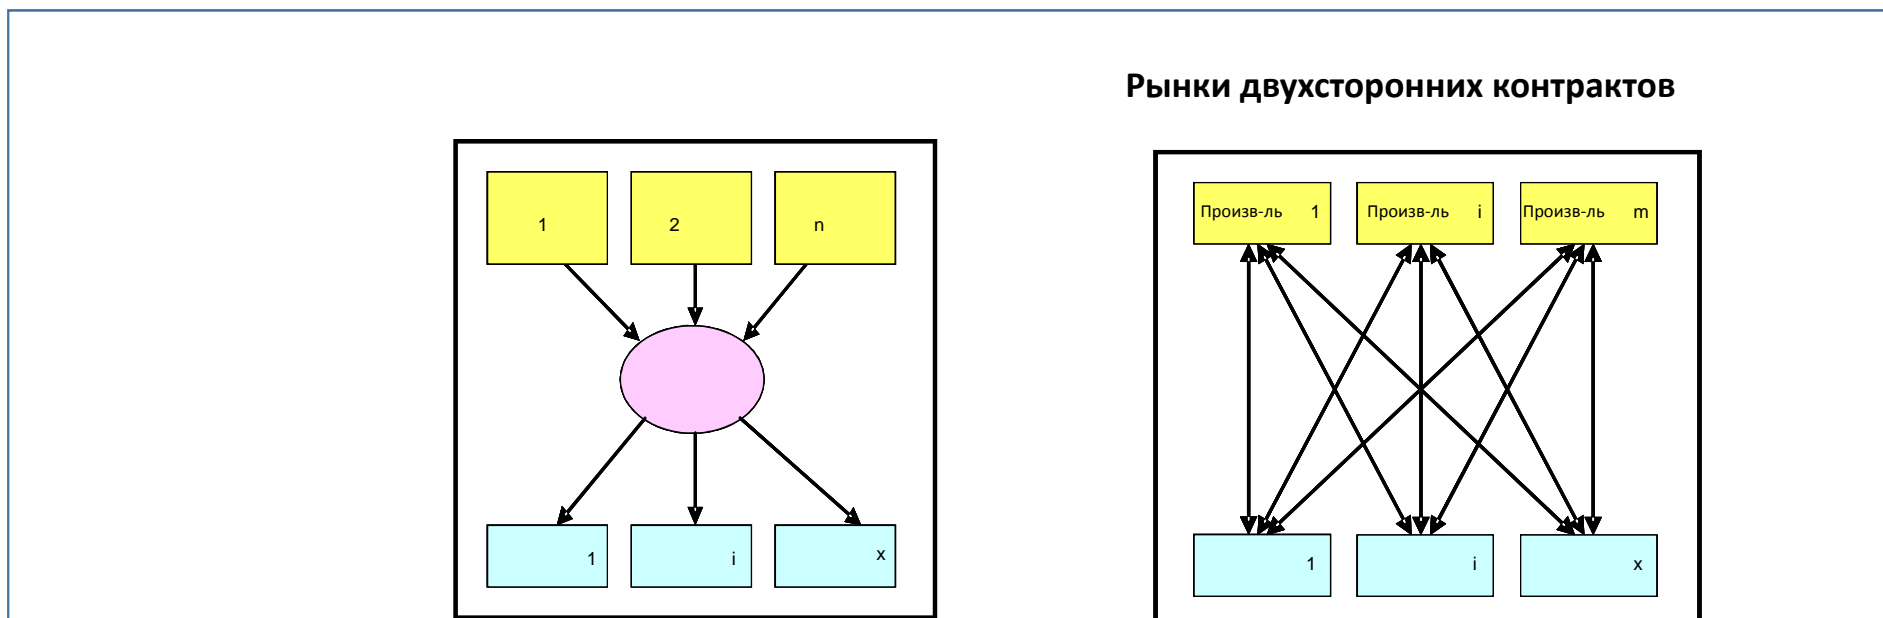 Рынки двухсторонних контрактов
1 2 n
1 i x
Произв-ль 1 Произв-ль i Произв-ль m
1 i x